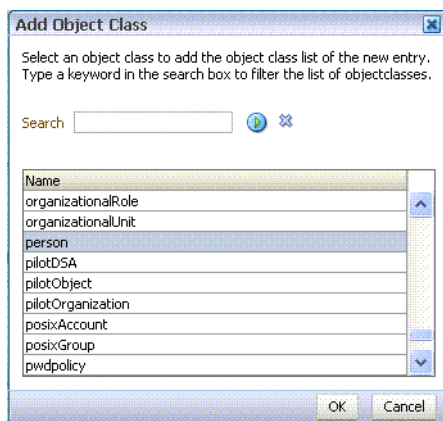 Add Object Class
Select an object class to add the object class list of the new entry.
Type a keyword in the search box to filter the list of objectclasses.
Search
Name
organizationalRole
organizationalUnit
person
pilotDSA
pilotObject
pilotOrganization
posixAccount
posixGroup
pwdpolicy
OK Cancel